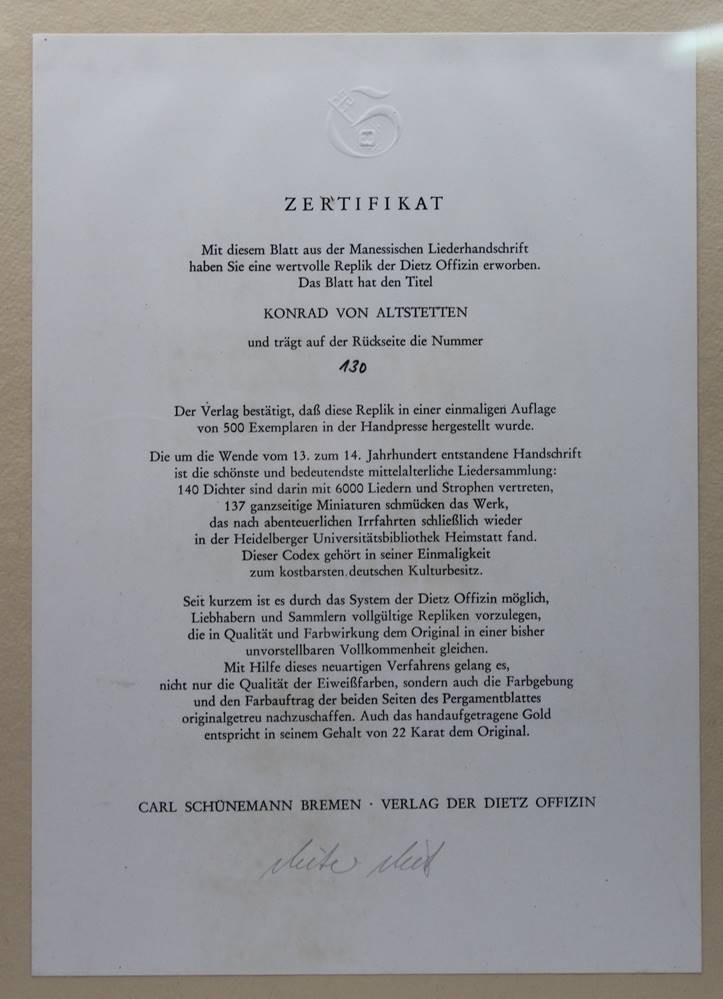 ZERTIFIKAT
Mit diesem Blatt aus der Manessischen Liederhandschrift
haben Sie eine wertvolle Replik der Dietz Offizin erworben.
Das Blatt hat den Titel
KONRAD VON ALTSTETTEN
und trägt auf der Rückseite die Nummer
130
Der Verlag bestätigt, daß diese Replik in einer einmaligen Auflage
von 500 Exemplaren in der Handpresse hergestellt wurde.
Die um die Wende vom 13. zum 14. Jahrhundert entstandene Handschrift
ist die schönste und bedeutendste mittelalterliche Liedersammlung:
140 Dichter sind darin mit 6000 Liedern und Strophen vertreten,
137 ganzseitige Miniaturen schmücken das Werk,
das nach abenteuerlichen Irrfahrten schließlich wieder
in der Heidelberger Universitätsbibliothek Heimstatt fand.
Dieser Codex gehört in seiner Einmaligkeit
zum kostbarsten deutschen Kulturbesitz.
Seit kurzem ist es durch das System der Dietz Offizin möglich,
Liebhabern und Sammlern vollgültige Repliken vorzulegen,
die in Qualität und Farbwirkung dem Original in einer bisher
unvorstellbaren Vollkommenheit gleichen.
Mit Hilfe dieses neuartigen Verfahrens gelang es,
nicht nur die Qualität der Eiweißfarben, sondern auch die Farbgebung
und den Farbauftrag der beiden Seiten des Pergamentblattes
originalgetreu nachzuschaffen. Auch das handaufgetragene Gold
entspricht in seinem Gehalt von 22 Karat dem Original.
CARL SCHÜNEMANN BREMEN · VERLAG DER DIETZ OFFIZIN